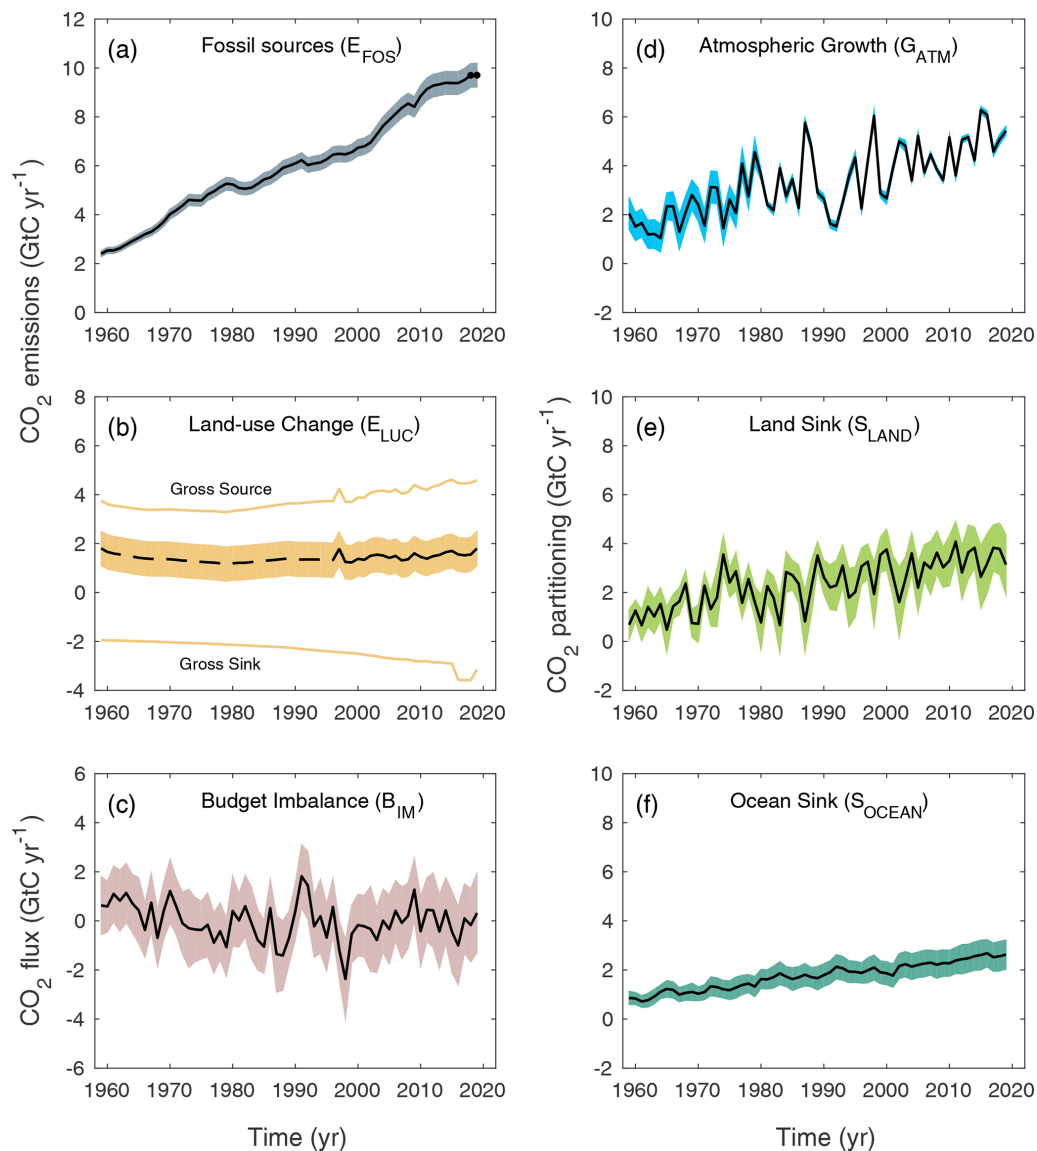 (a) Fossil sources (E_FOS)
12
10
8
6
4
2
0
1960 1970 1980 1990 2000 2010 2020
CO2 emissions (GtC yr-1)
(b) Land-use Change (E_LUC)
Gross Source
Gross Sink
8
6
4
2
0
-2
-4
1960 1970 1980 1990 2000 2010 2020
(c) Budget Imbalance (B_IM)
6
4
2
0
-2
-4
-6
1960 1970 1980 1990 2000 2010 2020
CO2 flux (GtC yr-1)
Time (yr)
(d) Atmospheric Growth (G_ATM)
10
8
6
4
2
0
-2
1960 1970 1980 1990 2000 2010 2020
CO2 partitioning (GtC yr-1)
(e) Land Sink (S_LAND)
10
8
6
4
2
0
-2
1960 1970 1980 1990 2000 2010 2020
(f) Ocean Sink (S_OCEAN)
10
8
6
4
2
0
-2
1960 1970 1980 1990 2000 2010 2020
Time (yr)